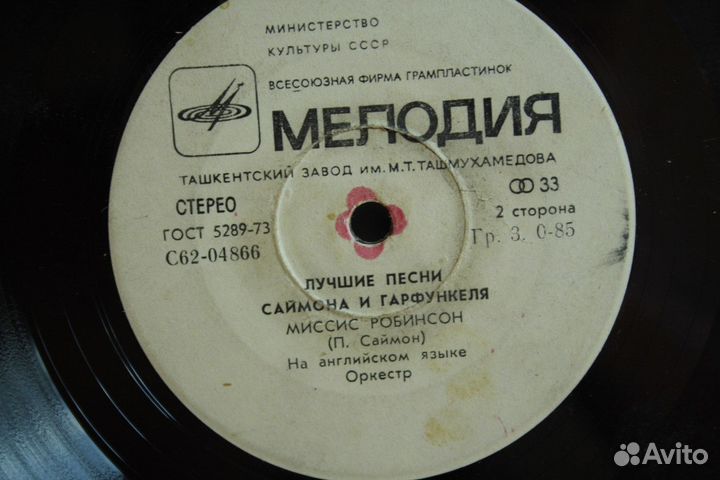 МИНИСТЕРСТВО
КУЛЬТУРЫ СССР
ВСЕСОЮЗНАЯ ФИРМА ГРАМПЛАСТИНОК
МЕЛОДИЯ
ТАШКЕНТСКИЙ ЗАВОД ИМ. М.Т. ТАШМУХАМЕДОВА
СТЕРЕО
33
ГОСТ 5289-73
2 сторона
С62-04866
Гр. 3. 0-85
ЛУЧШИЕ ПЕСНИ
САЙМОНА И ГАРФУНКЕЛЯ
МИССИС РОБИНСОН
(П. Саймон)
На английском языке
Оркестр
Avito